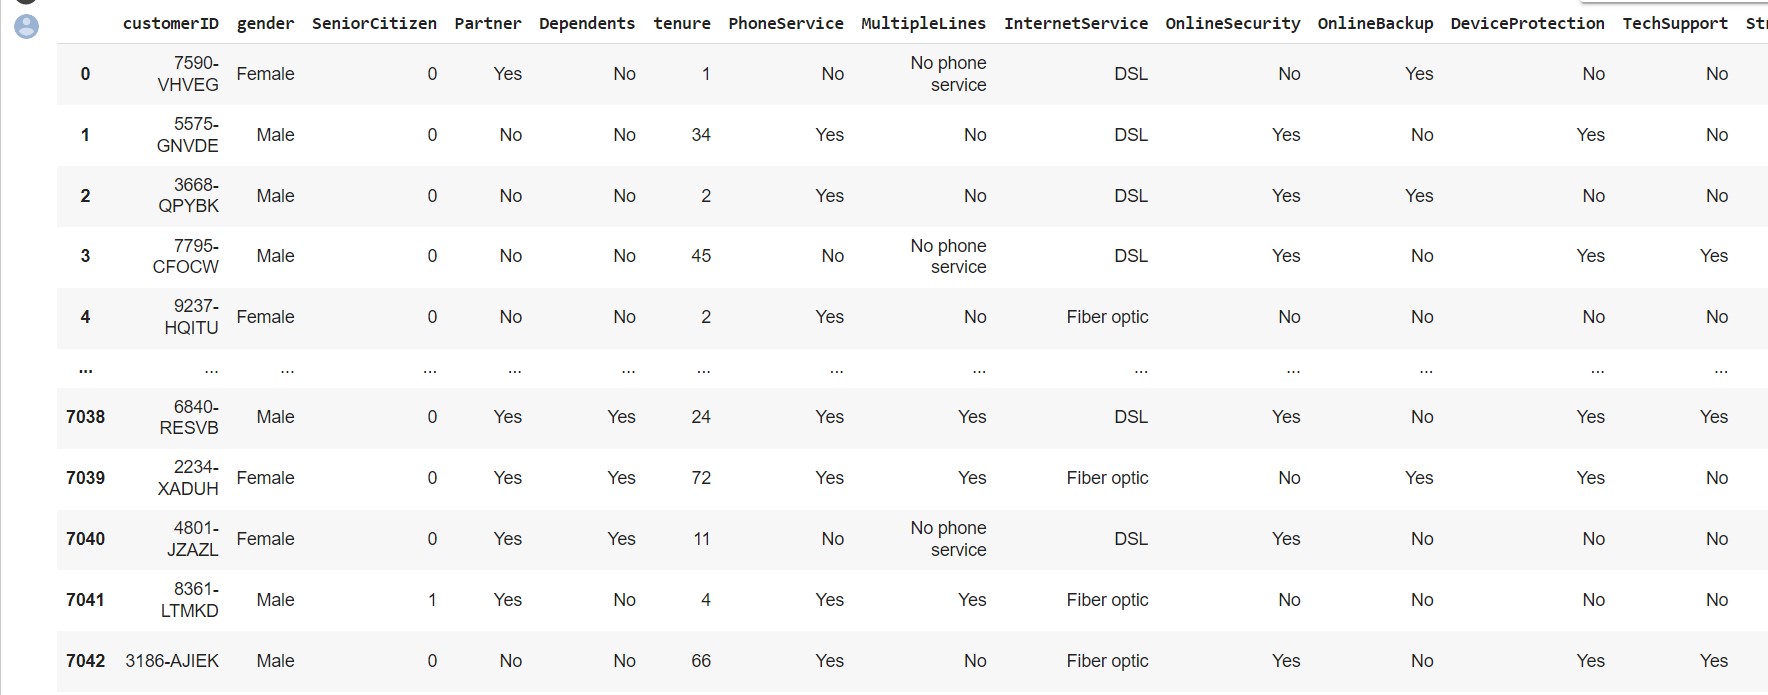 customerID gender SeniorCitizen Partner Dependents tenure PhoneService MultipleLines InternetService OnlineSecurity OnlineBackup DeviceProtection TechSupport
0 7590-VHVEG Female 0 Yes No 1 No No phone service DSL No Yes No No
1 5575-GNVDE Male 0 No No 34 Yes No DSL Yes No Yes No
2 3668-QPYBK Male 0 No No 2 Yes No DSL Yes Yes No No
3 7795-CFOCW Male 0 No No 45 No No phone service DSL Yes No Yes Yes
4 9237-HQITU Female 0 No No 2 Yes No Fiber optic No No No No
... ... ... ... ... ... ... ... ... ... ... ... ... ...
7038 6840-RESVB Male 0 Yes Yes 24 Yes Yes DSL Yes No Yes Yes
7039 2234-XADUH Female 0 Yes Yes 72 Yes Yes Fiber optic No Yes Yes No
7040 4801-JZAZL Female 0 Yes Yes 11 No No phone service DSL Yes No No No
7041 8361-LTMKD Male 1 Yes No 4 Yes Yes Fiber optic No No No No
7042 3186-AJIEK Male 0 No No 66 Yes No Fiber optic Yes No Yes Yes